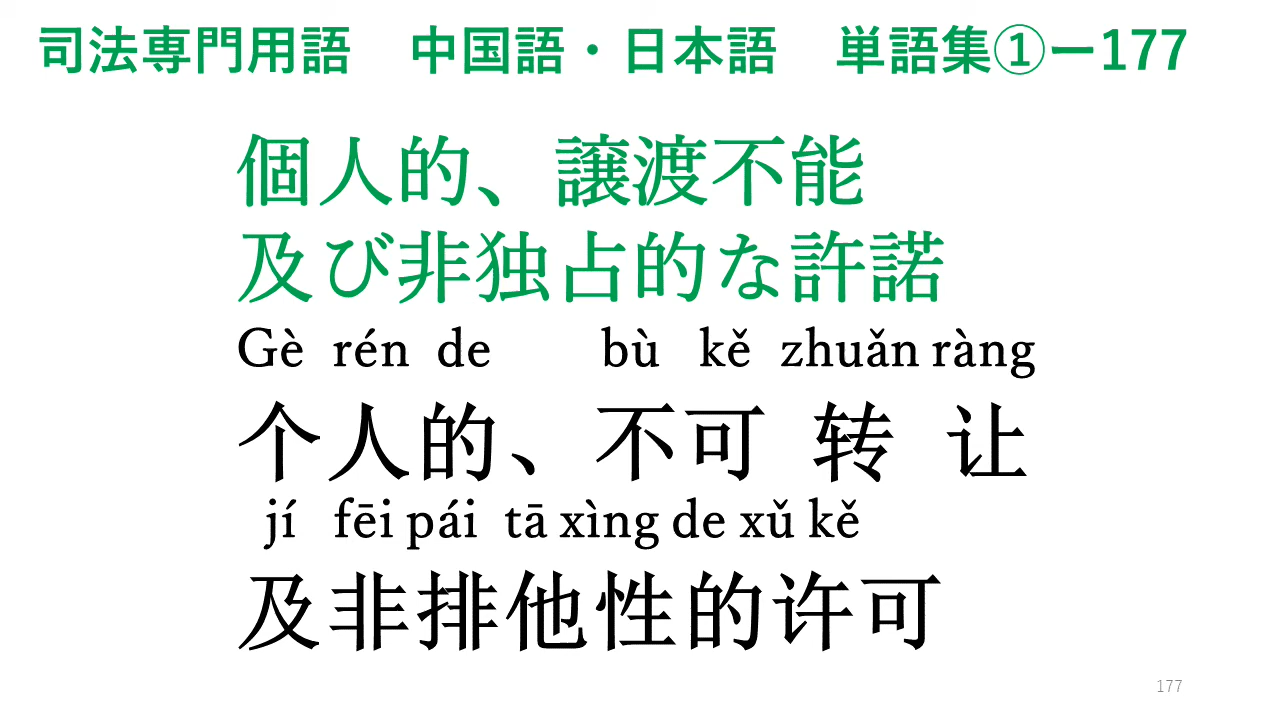 司法専門用語　中国語・日本語　単語集①ー177
個人的、譲渡不能
及び非独占的な許諾
Gè rén de bù kě zhuǎn ràng
个人的、不可转让
jí fēi pái tā xìng de xǔ kě
及非排他性的许可
177